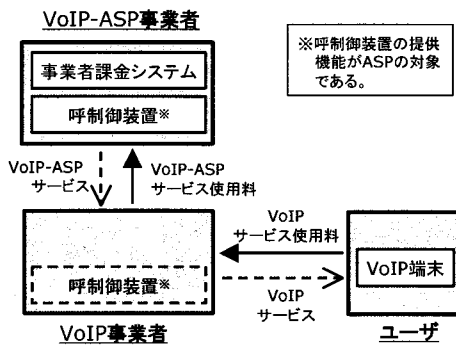 VoIP-ASP事業者
事業者課金システム
呼制御装置※
※呼制御装置の提供
機能がASPの対象
である。
VoIP-ASP
サービス
VoIP-ASP
サービス使用料
VoIP
サービス使用料
呼制御装置※
VoIP端末
VoIP
サービス
VoIP事業者
ユーザ